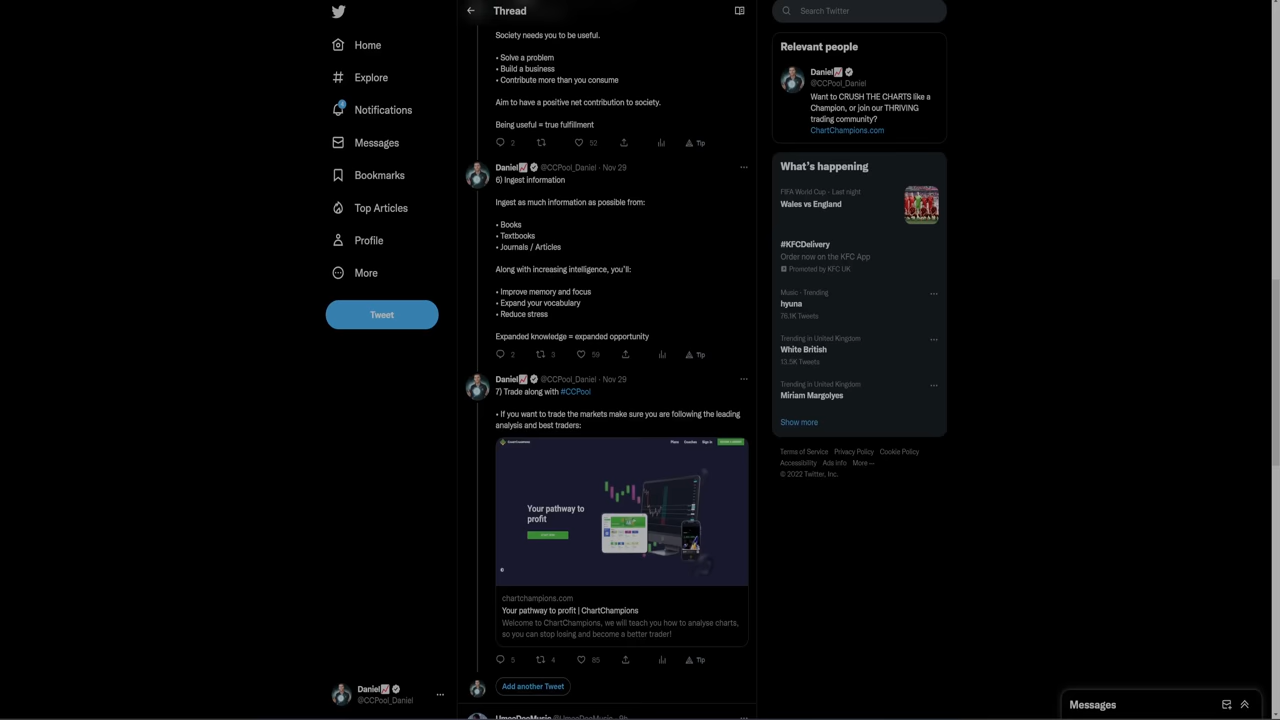 Home
Explore
Notifications
Messages
Bookmarks
Top Articles
Profile
More
Tweet
Daniel
@CCPool_Daniel
Thread
Society needs you to be useful.
• Solve a problem
• Build a business
• Contribute more than you consume
Aim to have a positive net contribution to society.
Being useful = true fulfillment
2
52
Tip
Daniel @CCPool_Daniel · Nov 29
6) Ingest information
Ingest as much information as possible from:
• Books
• Textbooks
• Journals / Articles
Along with increasing intelligence, you'll:
• Improve memory and focus
• Expand your vocabulary
• Reduce stress
Expanded knowledge = expanded opportunity
2 3 59 Tip
Daniel @CCPool_Daniel · Nov 29
7) Trade along with #CCPool
• If you want to trade the markets make sure you are following the leading
analysis and best traders:
Plans Coaches Sign in
Your pathway to
profit
chartchampions.com
Your pathway to profit | ChartChampions
Welcome to ChartChampions, we will teach you how to analyse charts,
so you can stop losing and become a better trader!
5 4 85 Tip
Add another Tweet
UmeeDocMusic @UmeeDocMusic · 9h
Search Twitter
Relevant people
Daniel
@CCPool_Daniel
Want to CRUSH THE CHARTS like a
Champion, or join our THRIVING
trading community?
ChartChampions.com
What's happening
FIFA World Cup · Last night
Wales vs England
#KFCDelivery
Order now on the KFC App
Promoted by KFC UK
Music · Trending
hyuna
76.1K Tweets
Trending in United Kingdom
White British
13.5K Tweets
Trending in United Kingdom
Miriam Margolyes
Show more
Terms of Service Privacy Policy Cookie Policy
Accessibility Ads info More
© 2022 Twitter, Inc.
Messages